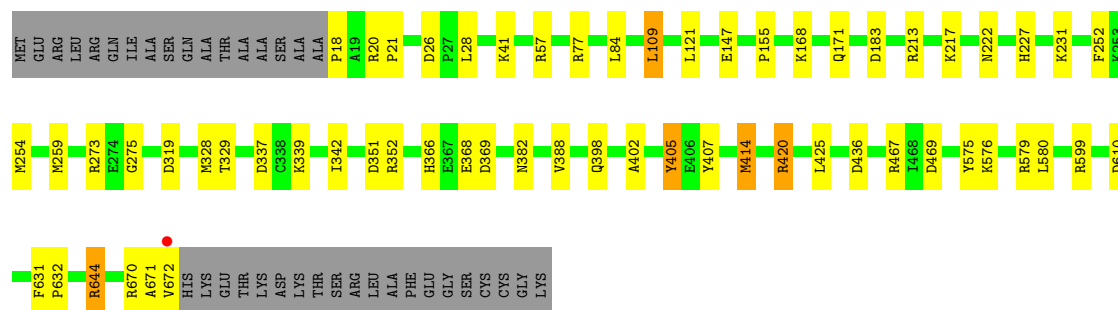 MET GLU ARG LEU ARG GLN ILE ALA SER GLN ALA THR ALA ALA SER ALA ALA P18 A19 R20 P21 D26 P27 L28 K41 R57 R77 L84 L109 L121 E147 P155 K168 Q171 D183 R213 K217 N222 H227 K231 F252 K253
M254 M259 R273 E274 G275 D319 M328 T329 D337 C338 K339 I342 D351 R352 H366 E367 E368 D369 N382 V388 Q398 A402 Y405 E406 Y407 M414 R420 L425 D436 R467 I468 D469 Y575 K576 R579 L580 R599 D610
F631 P632 R644 R670 A671 V672 HIS LYS GLU THR LYS ASP LYS THR SER ARG LEU ALA PHE GLU GLY SER CYS CYS GLY LYS